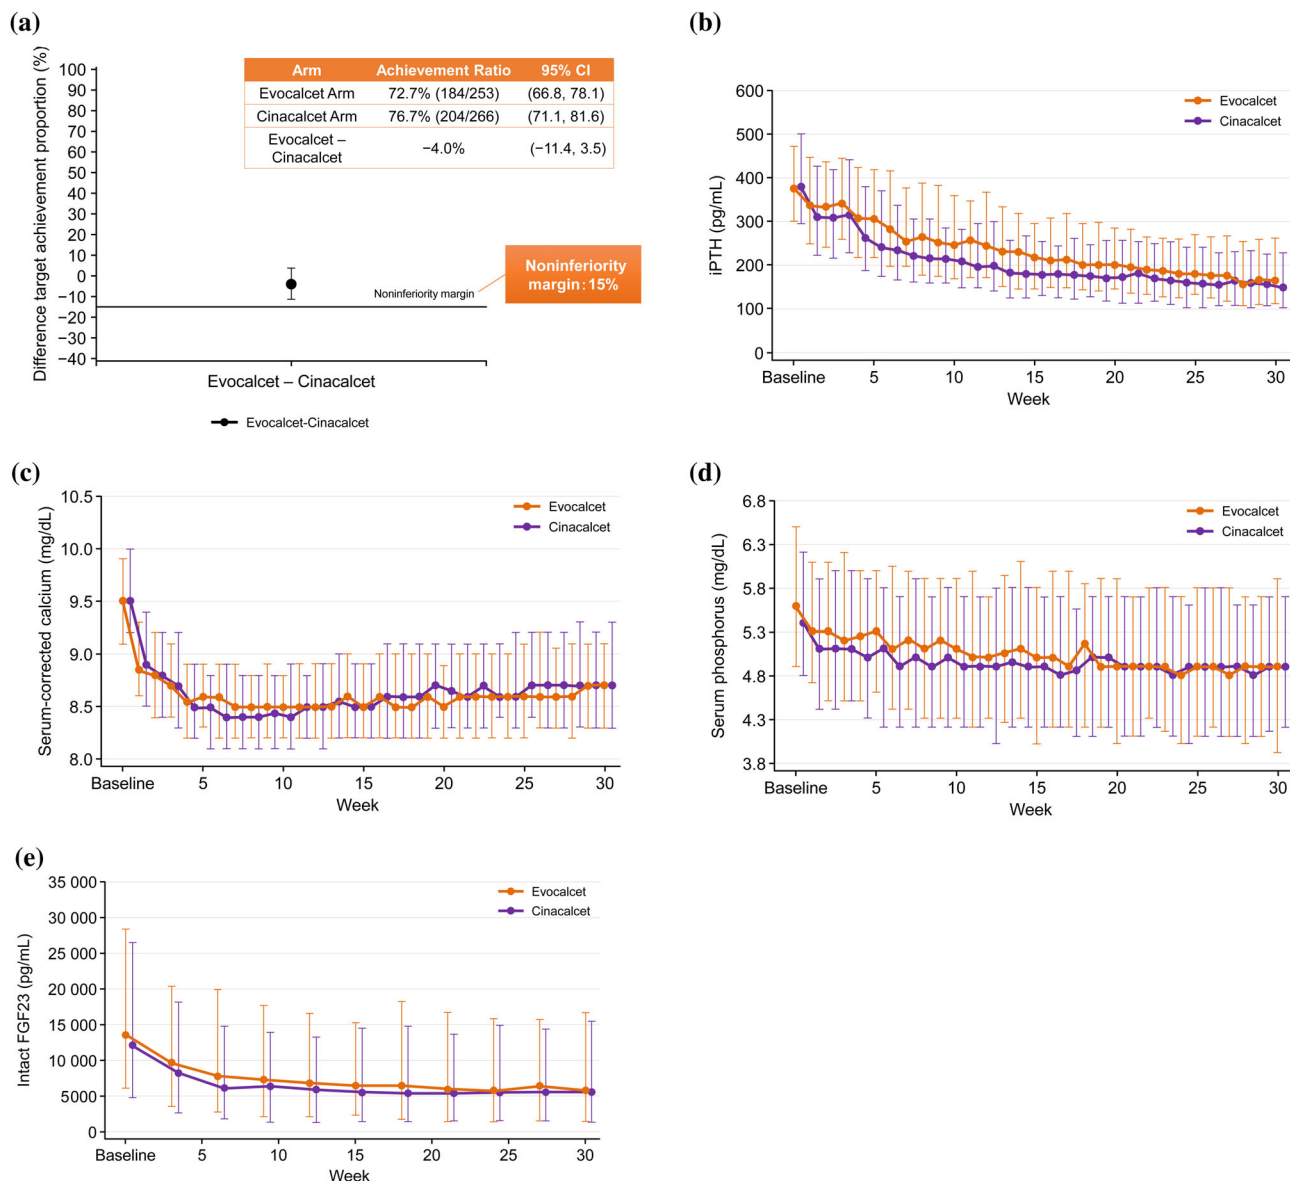 (a)
Difference target achievement proportion (%)
100
90
80
70
60
50
40
30
20
10
0
−10
−20
−30
−40
Arm Achievement Ratio 95% CI
Evocalcet Arm 72.7% (184/253) (66.8, 78.1)
Cinacalcet Arm 76.7% (204/266) (71.1, 81.6)
Evocalcet –
Cinacalcet −4.0% (−11.4, 3.5)
Noninferiority margin
Noninferiority
margin: 15%
Evocalcet – Cinacalcet
Evocalcet-Cinacalcet
(b)
iPTH (pg/mL)
600
500
400
300
200
100
0
Evocalcet
Cinacalcet
Baseline 5 10 15 20 25 30
Week
(c)
Serum-corrected calcium (mg/dL)
10.5
10.0
9.5
9.0
8.5
8.0
Evocalcet
Cinacalcet
Baseline 5 10 15 20 25 30
Week
(d)
Serum phosphorus (mg/dL)
6.8
6.3
5.8
5.3
4.8
4.3
3.8
Evocalcet
Cinacalcet
Baseline 5 10 15 20 25 30
Week
(e)
Intact FGF23 (pg/mL)
35 000
30 000
25 000
20 000
15 000
10 000
5000
0
Evocalcet
Cinacalcet
Baseline 5 10 15 20 25 30
Week